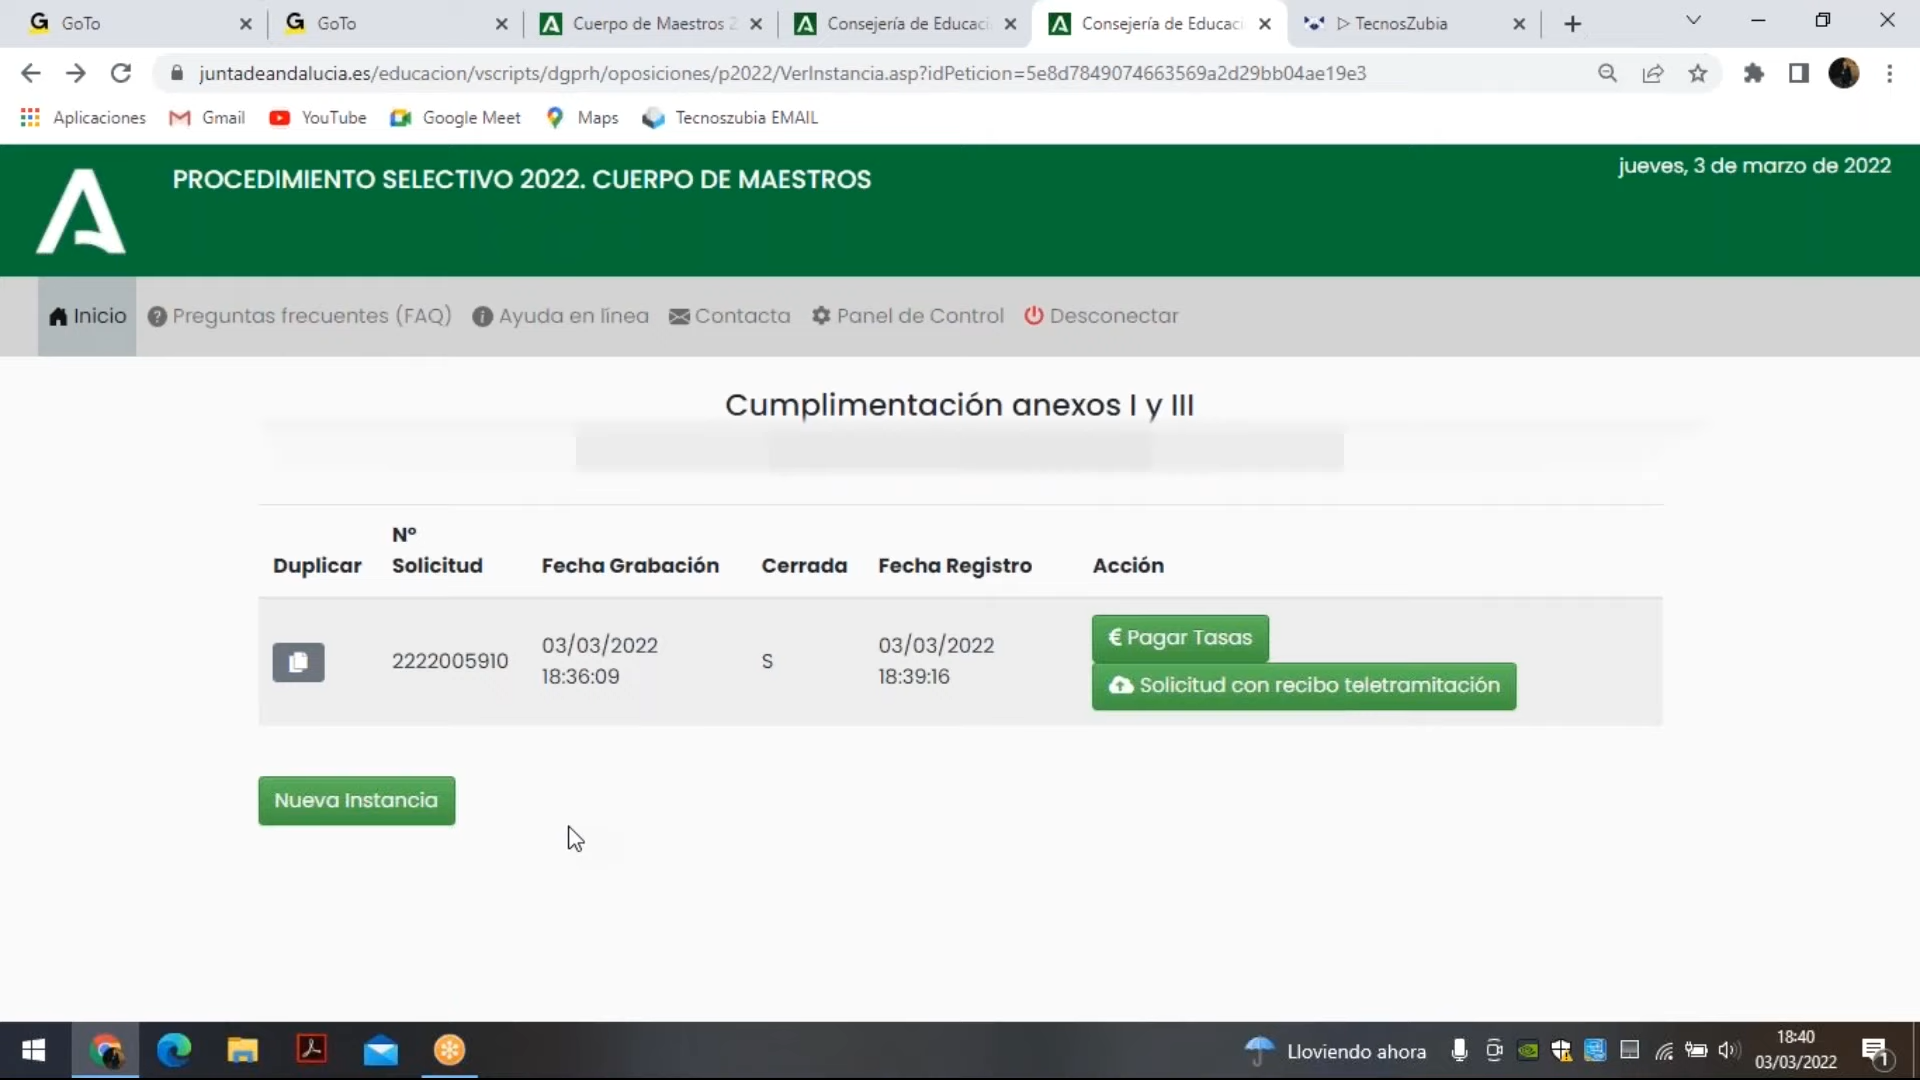 GoTo
GoTo
Cuerpo de Maestros 2
Consejería de Educaci
Consejería de Educaci
▷ TecnosZubia
juntadeandalucia.es/educacion/vscripts/dgprh/oposiciones/p2022/VerInstancia.asp?idPeticion=5e8d7849074663569a2d29bb04ae19e3
Aplicaciones
Gmail
YouTube
Google Meet
Maps
Tecnoszubia EMAIL
PROCEDIMIENTO SELECTIVO 2022. CUERPO DE MAESTROS
jueves, 3 de marzo de 2022
Inicio
Preguntas frecuentes (FAQ)
Ayuda en línea
Contacta
Panel de Control
Desconectar
Cumplimentación anexos I y III
Duplicar
Nº
Solicitud
Fecha Grabación
Cerrada
Fecha Registro
Acción
2222005910
03/03/2022
18:36:09
S
03/03/2022
18:39:16
€ Pagar Tasas
Solicitud con recibo teletramitación
Nueva Instancia
Lloviendo ahora
18:40
03/03/2022
1